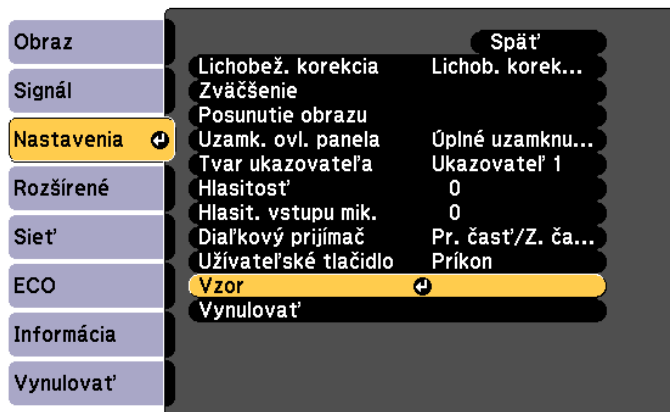 Obraz
Signál
Nastavenia
Rozšírené
Sieť
ECO
Informácia
Vynulovať
Späť
Lichobež. korekcia Lichob. korek...
Zväčšenie
Posunutie obrazu
Uzamk. ovl. panela Úplné uzamknu...
Tvar ukazovateľa Ukazovateľ 1
Hlasitosť 0
Hlasit. vstupu mik. 0
Diaľkový prijímač Pr. časť/Z. ča...
Užívateľské tlačidlo Príkon
Vzor
Vynulovať